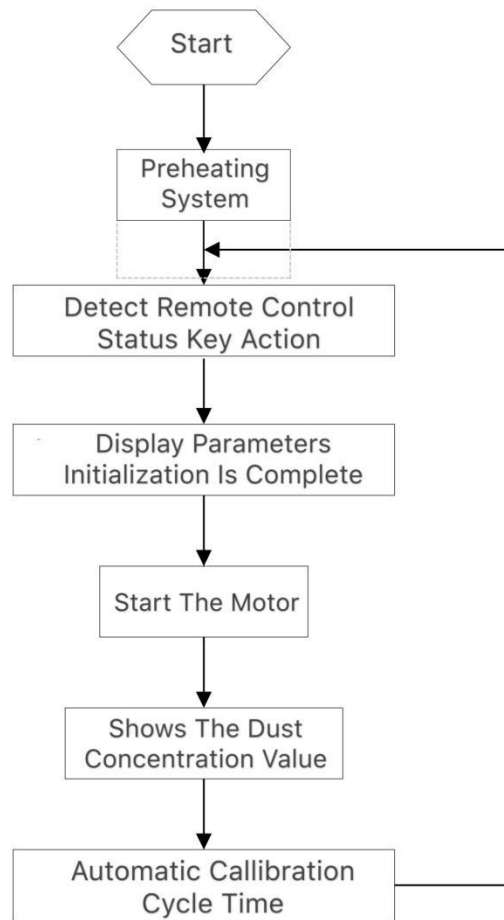 Start
Preheating
System
Detect Remote Control
Status Key Action
Display Parameters
Initialization Is Complete
Start The Motor
Shows The Dust
Concentration Value
Automatic Callibration
Cycle Time